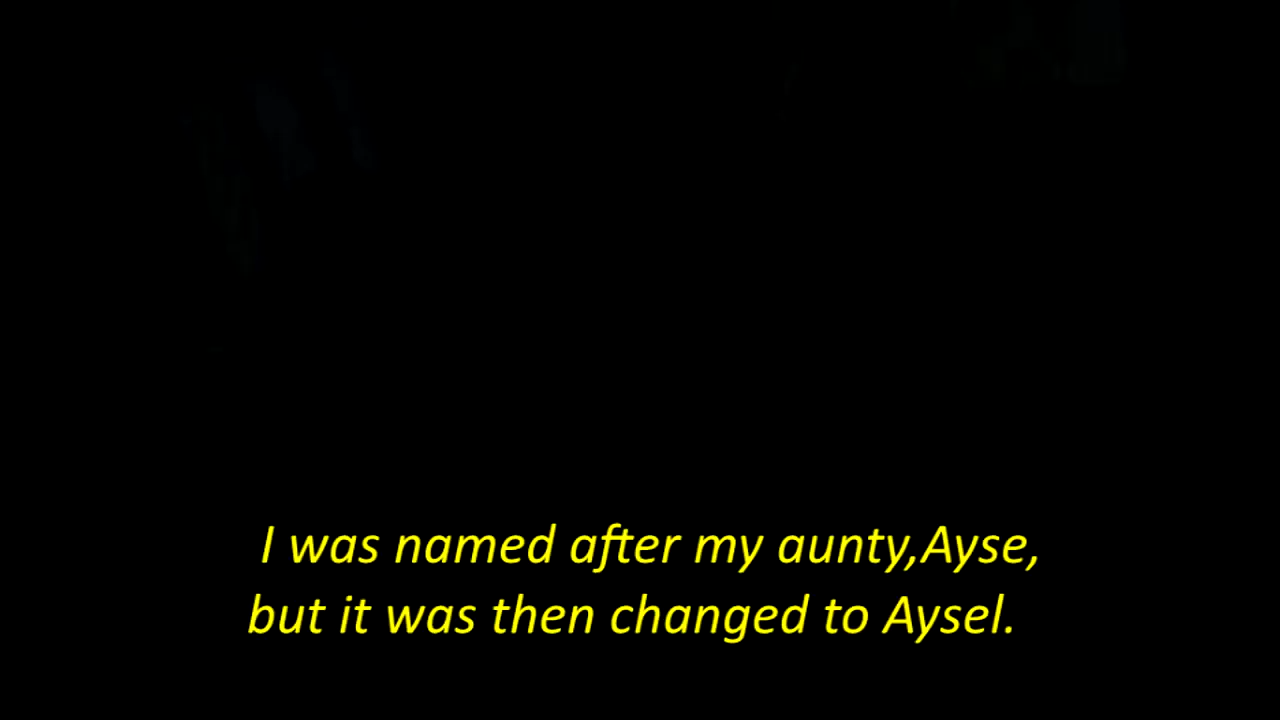 I was named after my aunty,Ayse,
but it was then changed to Aysel.